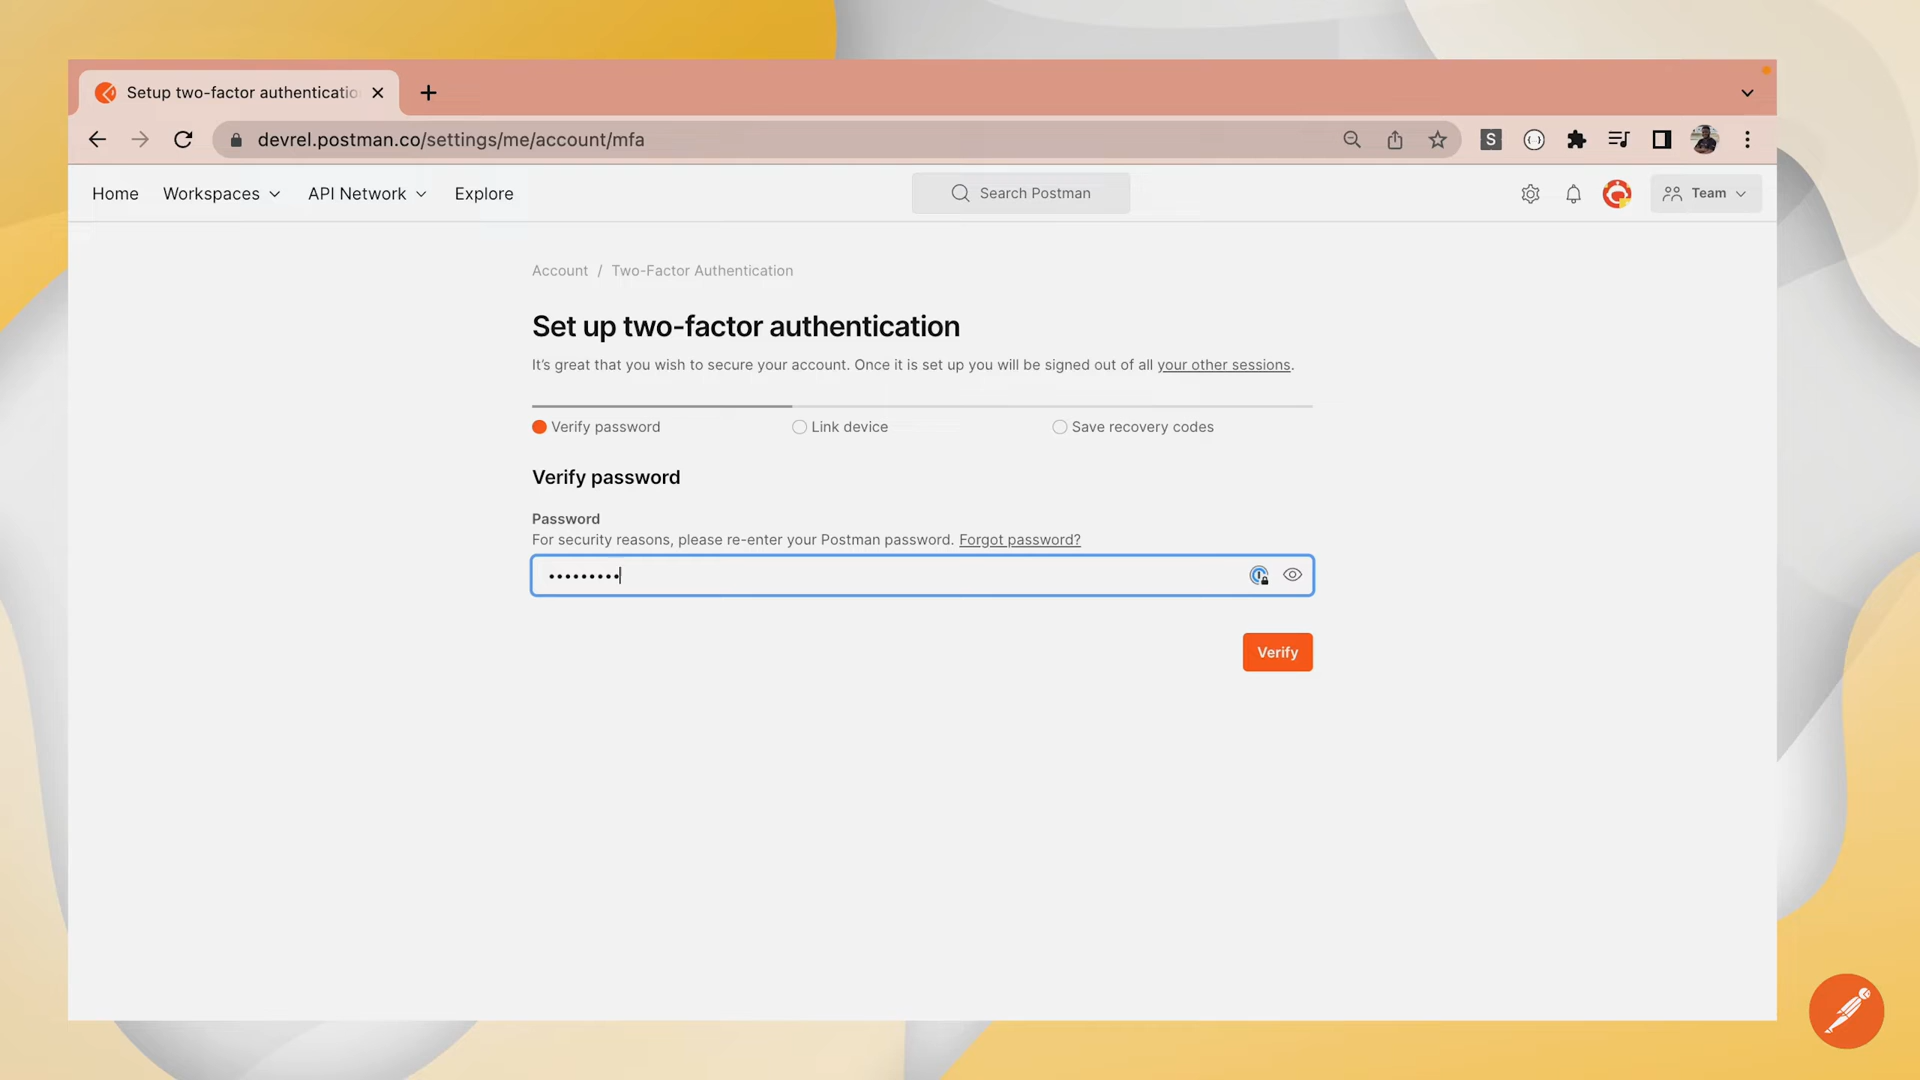 Setup two-factor authenticatio
devrel.postman.co/settings/me/account/mfa
S
Home Workspaces API Network Explore Search Postman Team
Account / Two-Factor Authentication
Set up two-factor authentication
It's great that you wish to secure your account. Once it is set up you will be signed out of all your other sessions.
Verify password Link device Save recovery codes
Verify password
Password
For security reasons, please re-enter your Postman password. Forgot password?
•••••••••
Verify